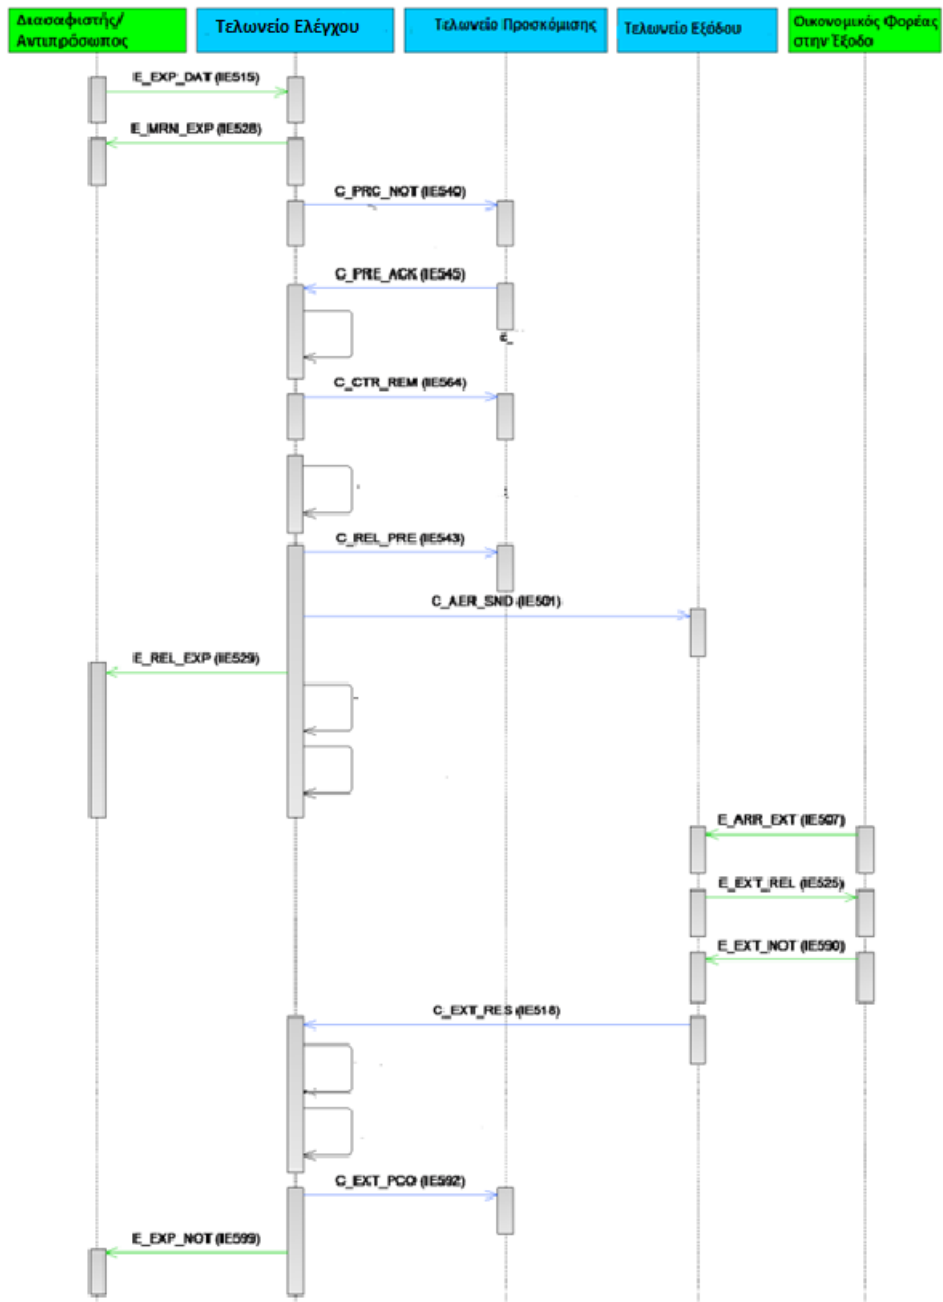 Διασαφιστής/
Αντιπρόσωπος
Τελωνείο Ελέγχου
Τελωνείο Προσκόμισης
Τελωνείο Εξόδου
Οικονομικός Φορέας
στην Έξοδο
E_EXP_DAT (IE515)
E_MRN_EXP (IE528)
C_PRC_NOT (IE540)
C_PRE_ACK (IE545)
E_
C_CTR_REM (IE564)
C_REL_PRE (IE543)
C_AER_SND (IE501)
E_REL_EXP (IE529)
E_ARR_EXT (IE507)
E_EXT_REL (IE525)
E_EXT_NOT (IE590)
C_EXT_RES (IE518)
C_EXT_PCO (IE592)
E_EXP_NOT (IE599)